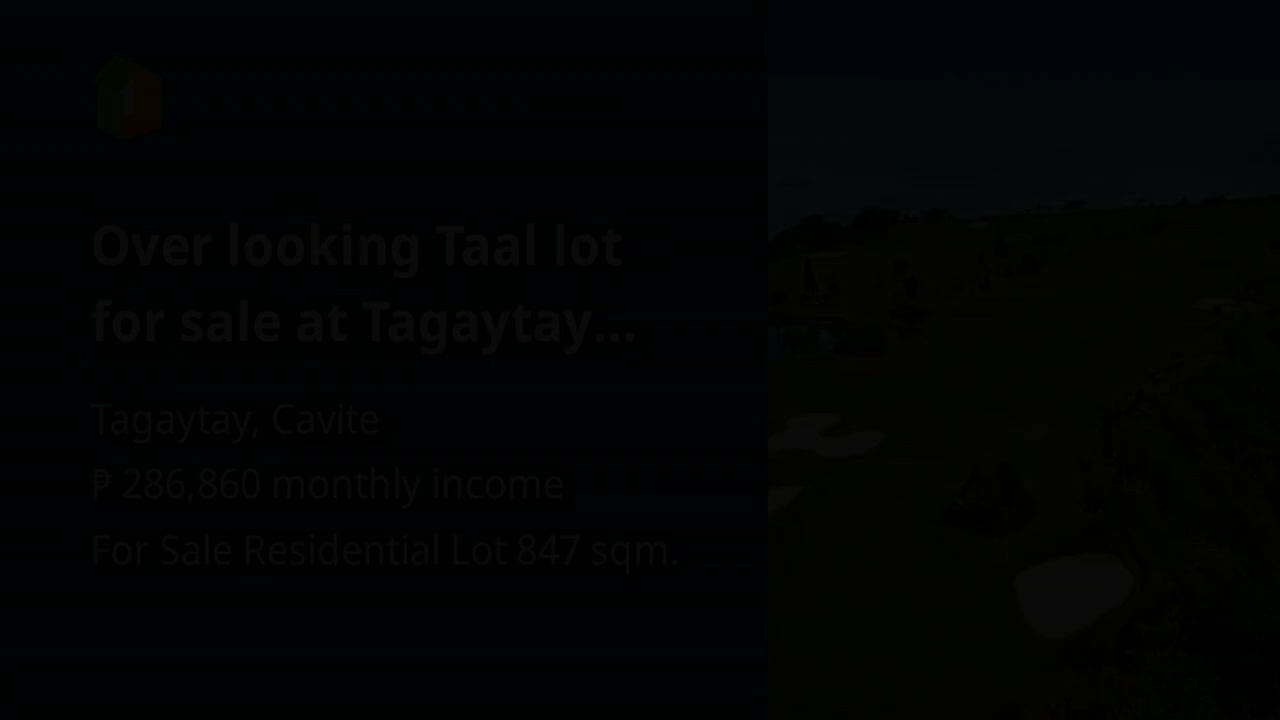 Over looking Taal lot
for sale at Tagaytay...
Tagaytay, Cavite
₱ 286,860 monthly income
For Sale Residential Lot 847 sqm.